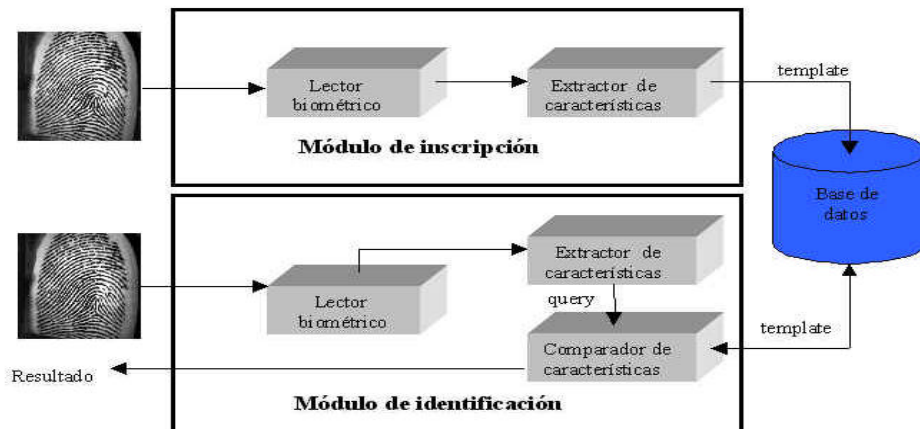 Lector
biométrico
Extractor de
características
template
Módulo de inscripción
Base de
datos
Extractor de
características
query
Lector
biométrico
Comparador de
características
template
Resultado
Módulo de identificación